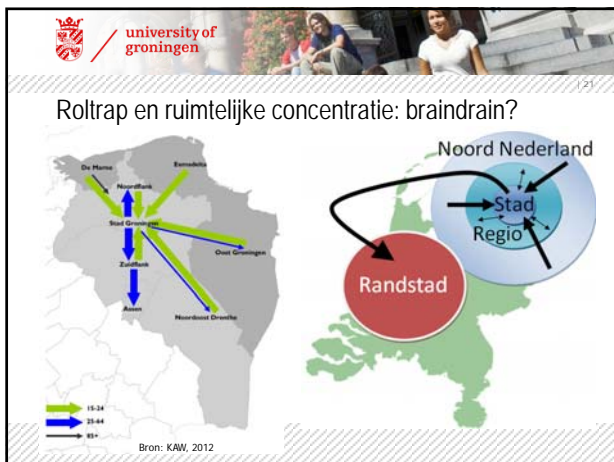 university of
groningen
| 21
Roltrap en ruimtelijke concentratie: braindrain?
De Marne
Eemsdelta
Noordflank
Stad Groningen
Oost Groningen
Zuidflank
Assen
Noordoost Drenthe
15-24
25-64
85+
Bron: KAW, 2012
Noord Nederland
Stad
Regio
Randstad